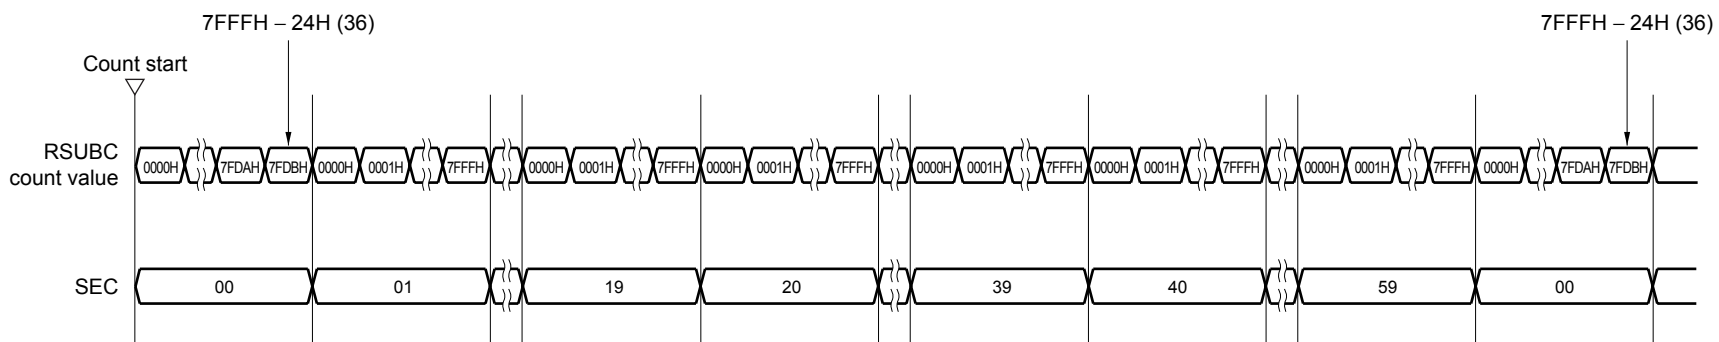 7FFFH – 24H (36) 7FFFH – 24H (36)
Count start
RSUBC
count value
0000H 7FDAH 7FDBH 0000H 0001H 7FFFH 0000H 0001H 7FFFH 0000H 0001H 7FFFH 0000H 0001H 7FFFH 0000H 0001H 7FFFH 0000H 0001H 7FFFH 0000H 7FDAH 7FDBH
SEC 00 01 19 20 39 40 59 00